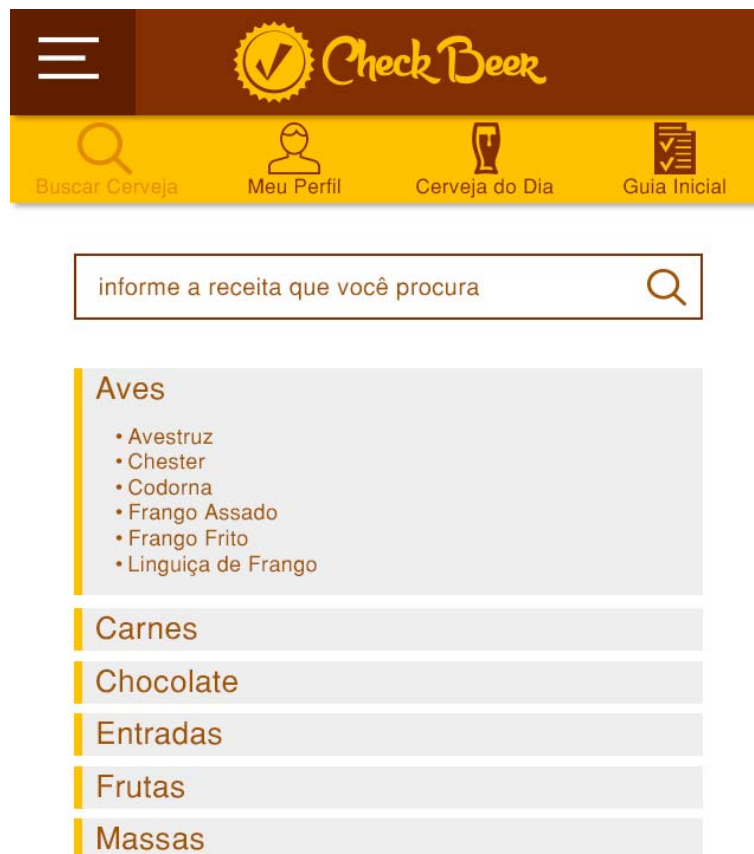 Check Beer
Buscar Cerveja
Meu Perfil
Cerveja do Dia
Guia Inicial
informe a receita que você procura
Aves
• Avestruz
• Chester
• Codorna
• Frango Assado
• Frango Frito
• Linguiça de Frango
Carnes
Chocolate
Entradas
Frutas
Massas